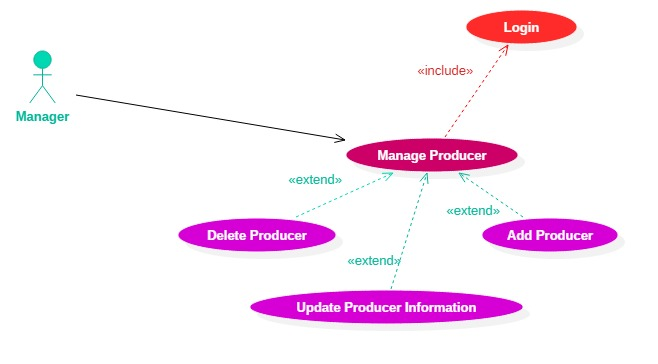 Login
«include»
Manager
Manage Producer
«extend»
«extend»
Delete Producer
Add Producer
«extend»
Update Producer Information